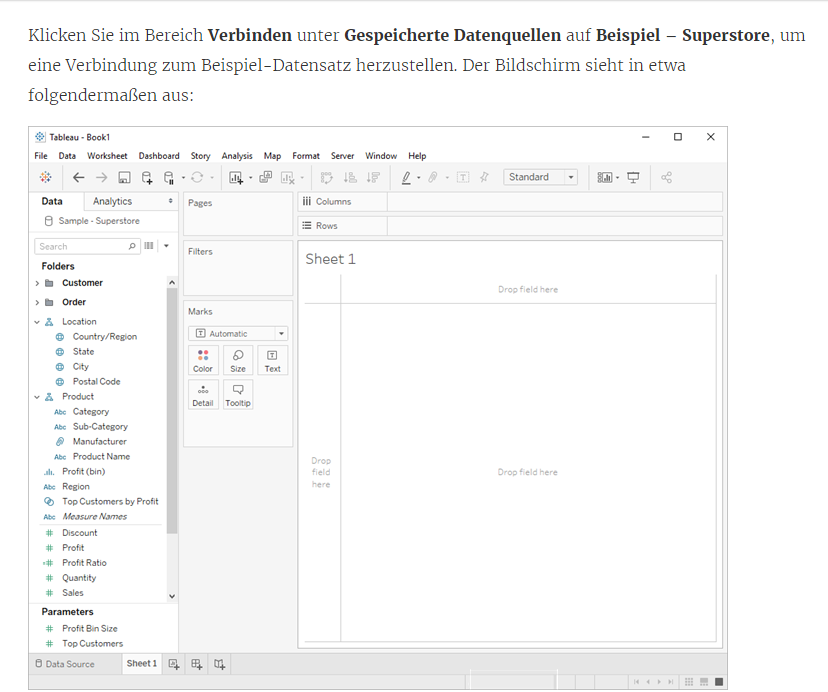 Klicken Sie im Bereich Verbinden unter Gespeicherte Datenquellen auf Beispiel – Superstore, um
eine Verbindung zum Beispiel-Datensatz herzustellen. Der Bildschirm sieht in etwa
folgendermaßen aus:
Tableau - Book1
File Data Worksheet Dashboard Story Analysis Map Format Server Window Help
Standard
Data Analytics
Sample - Superstore
Search
Folders
Customer
Order
Location
Country/Region
State
City
Postal Code
Product
Abc Category
Abc Sub-Category
Manufacturer
Abc Product Name
Profit (bin)
Abc Region
Top Customers by Profit
Abc Measure Names
# Discount
# Profit
=# Profit Ratio
# Quantity
# Sales
Parameters
# Profit Bin Size
# Top Customers
Pages
Filters
Marks
T Automatic
Color Size Text
Detail Tooltip
Columns
Rows
Sheet 1
Drop field here
Drop
field
here
Drop field here
Data Source Sheet 1